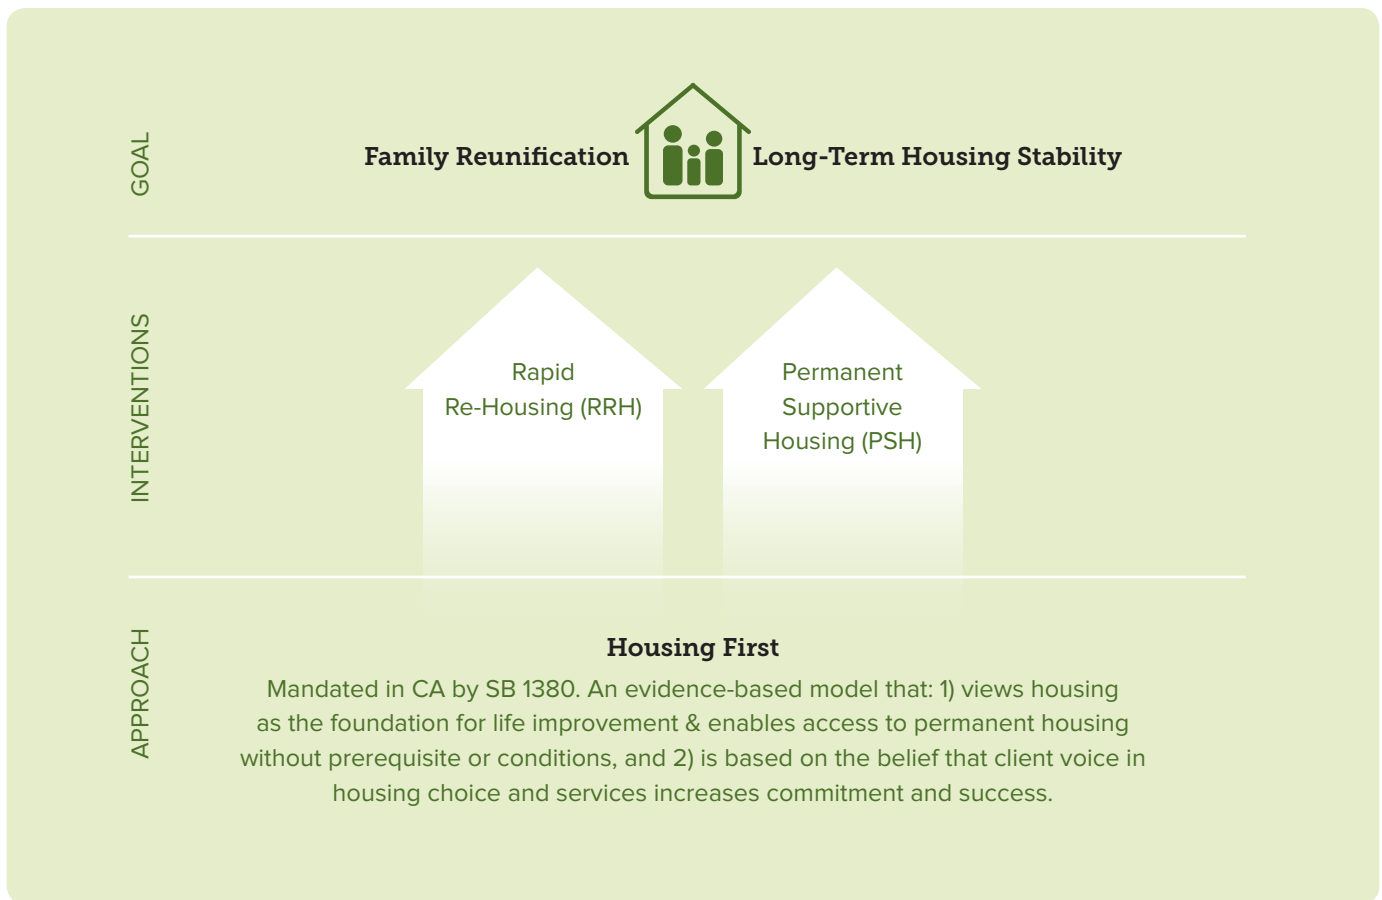 GOAL
Family Reunification
Long-Term Housing Stability
INTERVENTIONS
Rapid
Re-Housing (RRH)
Permanent
Supportive
Housing (PSH)
APPROACH
Housing First
Mandated in CA by SB 1380. An evidence-based model that: 1) views housing
as the foundation for life improvement & enables access to permanent housing
without prerequisite or conditions, and 2) is based on the belief that client voice in
housing choice and services increases commitment and success.